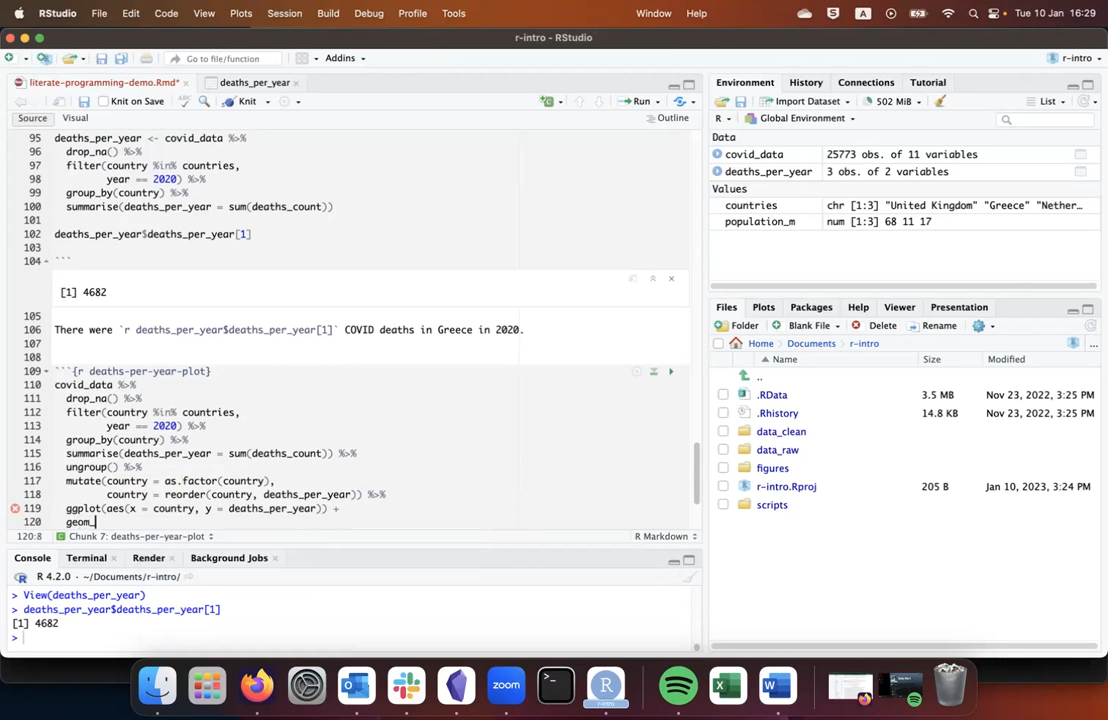 RStudio File Edit Code View Plots Session Build Debug Profile Tools Window Help A Tue 10 Jan 16:29
r-intro - RStudio
Go to file/function Addins r-intro
literate-programming-demo.Rmd* deaths_per_year
Knit on Save Knit Run
Source Visual Outline
95 deaths_per_year <- covid_data %>%
96 drop_na() %>%
97 filter(country %in% countries,
98 year == 2020) %>%
99 group_by(country) %>%
100 summarise(deaths_per_year = sum(deaths_count))
101
102 deaths_per_year$deaths_per_year[1]
103
104 ```
[1] 4682
105
106 There were `r deaths_per_year$deaths_per_year[1]` COVID deaths in Greece in 2020.
107
108
109 ```{r deaths-per-year-plot}
110 covid_data %>%
111 drop_na() %>%
112 filter(country %in% countries,
113 year == 2020) %>%
114 group_by(country) %>%
115 summarise(deaths_per_year = sum(deaths_count)) %>%
116 ungroup() %>%
117 mutate(country = as.factor(country),
118 country = reorder(country, deaths_per_year)) %>%
119 ggplot(aes(x = country, y = deaths_per_year)) +
120 geom_
120:8 Chunk 7: deaths-per-year-plot R Markdown
Console Terminal Render Background Jobs
R 4.2.0 · ~/Documents/r-intro/
> View(deaths_per_year)
> deaths_per_year$deaths_per_year[1]
[1] 4682
>
Environment History Connections Tutorial
Import Dataset 502 MiB List
R Global Environment
Data
covid_data 25773 obs. of 11 variables
deaths_per_year 3 obs. of 2 variables
Values
countries chr [1:3] "United Kingdom" "Greece" "Nether…
population_m num [1:3] 68 11 17
Files Plots Packages Help Viewer Presentation
Folder Blank File Delete Rename
Home Documents r-intro ...
Name Size Modified
..
.RData 3.5 MB Nov 23, 2022, 3:25 PM
.Rhistory 14.8 KB Nov 23, 2022, 3:25 PM
data_clean
data_raw
figures
r-intro.Rproj 205 B Jan 10, 2023, 3:24 PM
scripts
zoom
R
r-intro